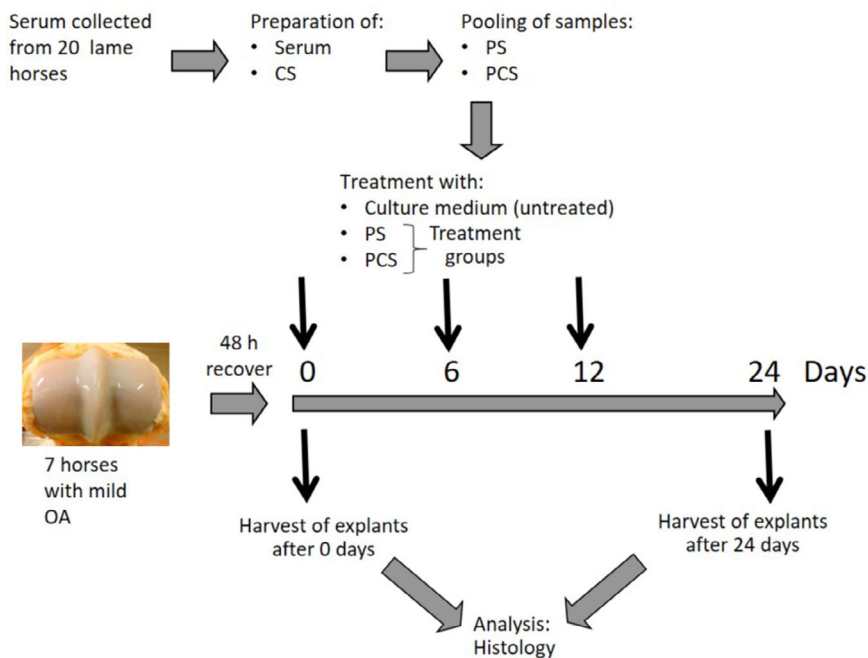 Serum collected
from 20 lame
horses
Preparation of:
• Serum
• CS
Pooling of samples:
• PS
• PCS
Treatment with:
• Culture medium (untreated)
• PS
• PCS
Treatment
groups
48 h
recover
0
6
12
24
Days
7 horses
with mild
OA
Harvest of explants
after 0 days
Harvest of explants
after 24 days
Analysis:
Histology